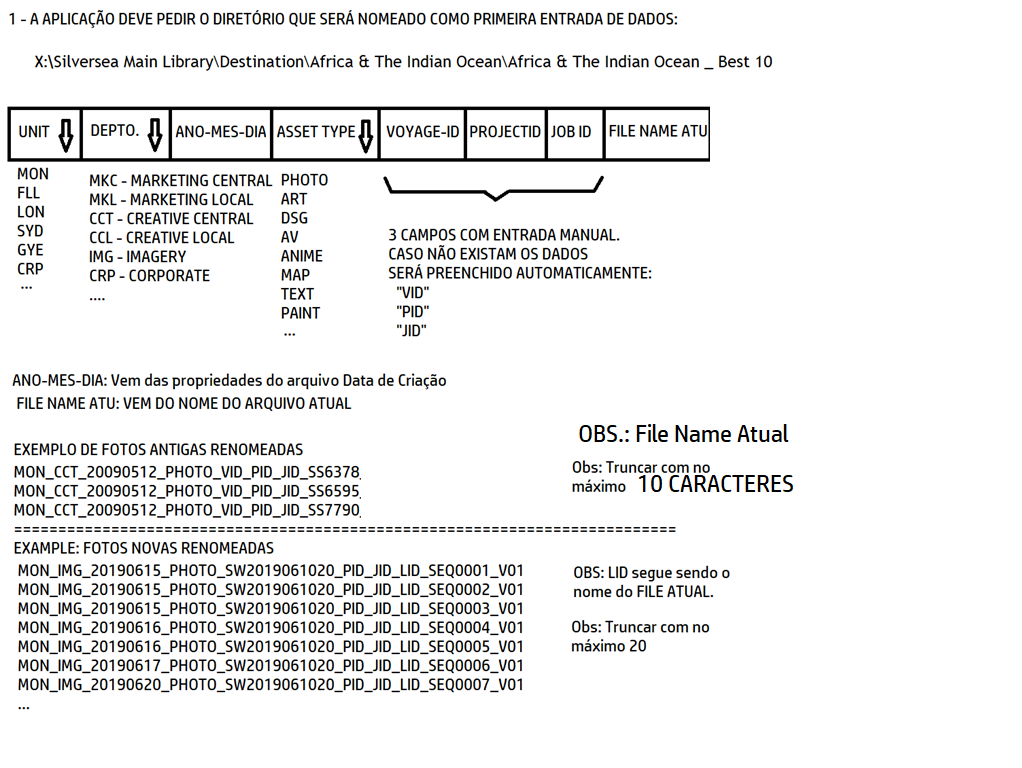 1 - A APLICAÇÃO DEVE PEDIR O DIRETÓRIO QUE SERÁ NOMEADO COMO PRIMEIRA ENTRADA DE DADOS:
X:\Silversea Main Library\Destination\Africa & The Indian Ocean\Africa & The Indian Ocean _ Best 10
UNIT DEPTO. ANO-MES-DIA ASSET TYPE VOYAGE-ID PROJECTID JOB ID FILE NAME ATU
MON
FLL
LON
SYD
GYE
CRP
...
MKC - MARKETING CENTRAL
MKL - MARKETING LOCAL
CCT - CREATIVE CENTRAL
CCL - CREATIVE LOCAL
IMG - IMAGERY
CRP - CORPORATE
....
PHOTO
ART
DSG
AV
ANIME
MAP
TEXT
PAINT
...
3 CAMPOS COM ENTRADA MANUAL.
CASO NÃO EXISTAM OS DADOS
SERÁ PREENCHIDO AUTOMATICAMENTE:
"VID"
"PID"
"JID"
ANO-MES-DIA: Vem das propriedades do arquivo Data de Criação
FILE NAME ATU: VEM DO NOME DO ARQUIVO ATUAL
EXEMPLO DE FOTOS ANTIGAS RENOMEADAS
MON_CCT_20090512_PHOTO_VID_PID_JID_SS6378_
MON_CCT_20090512_PHOTO_VID_PID_JID_SS6595_
MON_CCT_20090512_PHOTO_VID_PID_JID_SS7790_
OBS.: File Name Atual
Obs: Truncar com no
máximo 10 CARACTERES
===========================================================================
EXAMPLE: FOTOS NOVAS RENOMEADAS
MON_IMG_20190615_PHOTO_SW2019061020_PID_JID_LID_SEQ0001_V01
MON_IMG_20190615_PHOTO_SW2019061020_PID_JID_LID_SEQ0002_V01
MON_IMG_20190615_PHOTO_SW2019061020_PID_JID_LID_SEQ0003_V01
MON_IMG_20190616_PHOTO_SW2019061020_PID_JID_LID_SEQ0004_V01
MON_IMG_20190616_PHOTO_SW2019061020_PID_JID_LID_SEQ0005_V01
MON_IMG_20190617_PHOTO_SW2019061020_PID_JID_LID_SEQ0006_V01
MON_IMG_20190620_PHOTO_SW2019061020_PID_JID_LID_SEQ0007_V01
...
OBS: LID segue sendo o
nome do FILE ATUAL.
Obs: Truncar com no
máximo 20